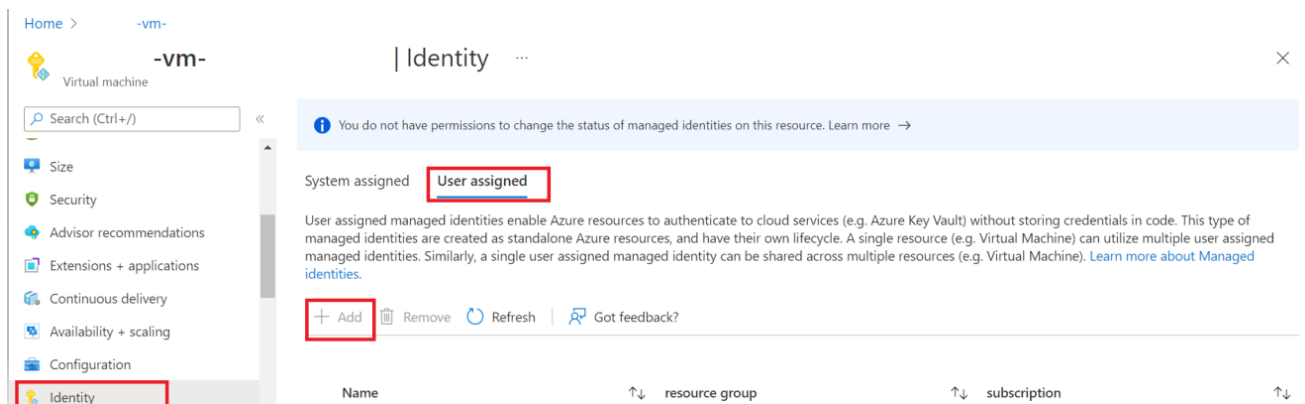 Home > -vm-
-vm- | Identity ...
Virtual machine
Search (Ctrl+/)
«
You do not have permissions to change the status of managed identities on this resource. Learn more →
Size
Security
Advisor recommendations
Extensions + applications
Continuous delivery
Availability + scaling
Configuration
Identity
System assigned User assigned
User assigned managed identities enable Azure resources to authenticate to cloud services (e.g. Azure Key Vault) without storing credentials in code. This type of
managed identities are created as standalone Azure resources, and have their own lifecycle. A single resource (e.g. Virtual Machine) can utilize multiple user assigned
managed identities. Similarly, a single user assigned managed identity can be shared across multiple resources (e.g. Virtual Machine). Learn more about Managed
identities.
+ Add Remove Refresh Got feedback?
Name ↑↓ resource group ↑↓ subscription ↑↓